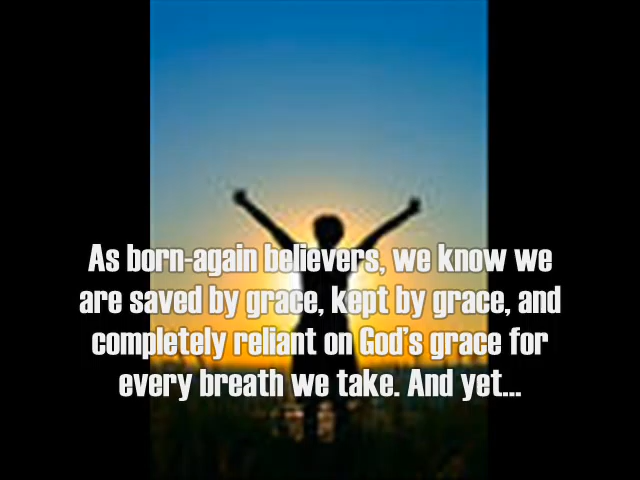 As born-again believers, we know we
are saved by grace, kept by grace, and
completely reliant on God's grace for
every breath we take. And yet...